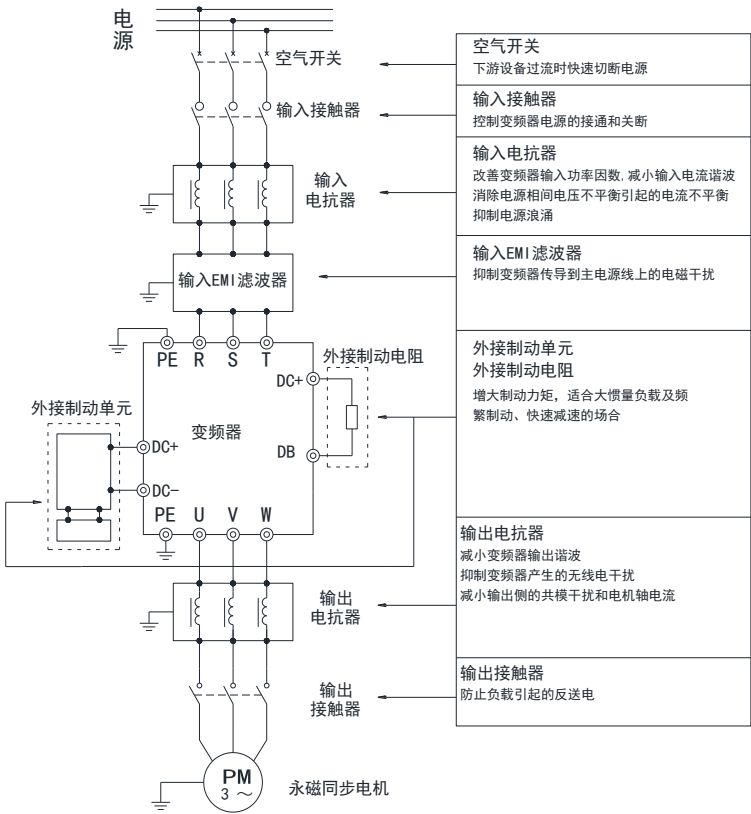 电
源
空气开关
输入接触器
输入
电抗器
输入EMI滤波器
PE R S T
外接制动电阻
DC+
外接制动单元
变频器
DC+
DB
DC-
PE U V W
输出
电抗器
输出
接触器
PM
3 ～
永磁同步电机
空气开关
下游设备过流时快速切断电源
输入接触器
控制变频器电源的接通和关断
输入电抗器
改善变频器输入功率因数,减小输入电流谐波
消除电源相间电压不平衡引起的电流不平衡
抑制电源浪涌
输入EMI滤波器
抑制变频器传导到主电源线上的电磁干扰
外接制动单元
外接制动电阻
增大制动力矩，适合大惯量负载及频
繁制动、快速减速的场合
输出电抗器
减小变频器输出谐波
抑制变频器产生的无线电干扰
减小输出侧的共模干扰和电机轴电流
输出接触器
防止负载引起的反送电